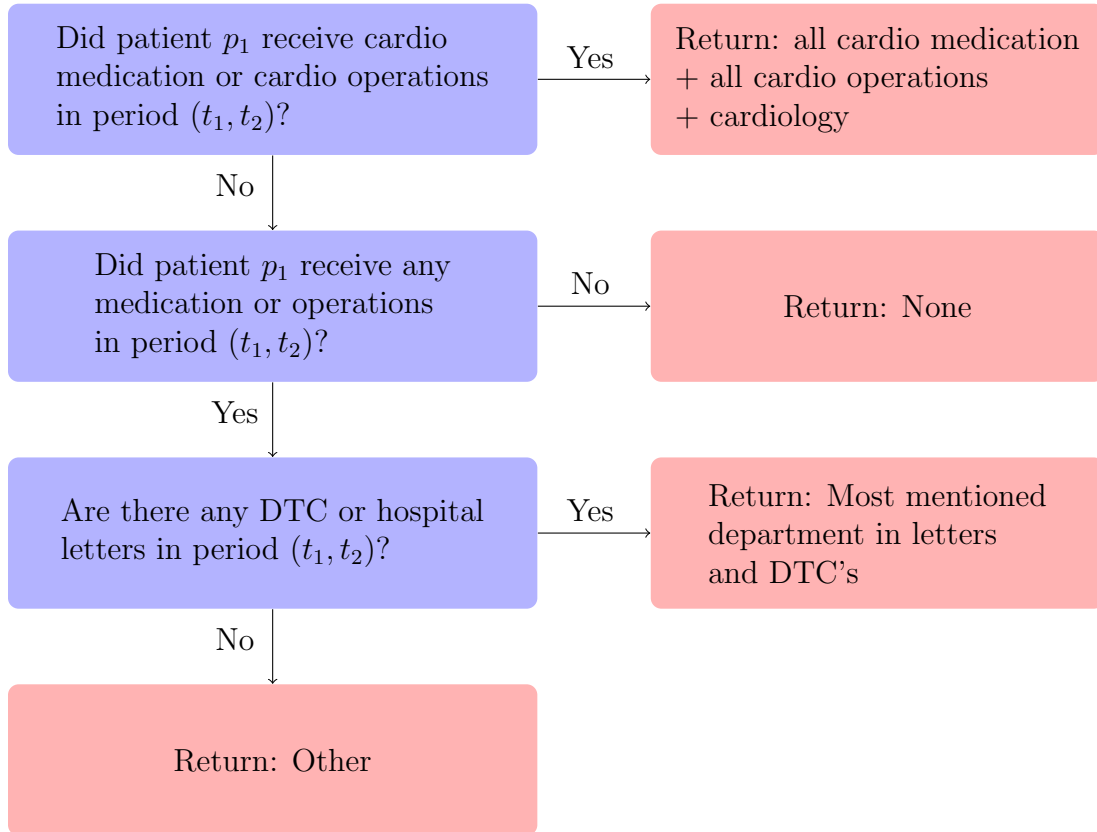 Did patient p₁ receive cardio
medication or cardio operations
in period (t₁, t₂)?
Yes
Return: all cardio medication
+ all cardio operations
+ cardiology
No
Did patient p₁ receive any
medication or operations
in period (t₁, t₂)?
No
Return: None
Yes
Are there any DTC or hospital
letters in period (t₁, t₂)?
Yes
Return: Most mentioned
department in letters
and DTC's
No
Return: Other